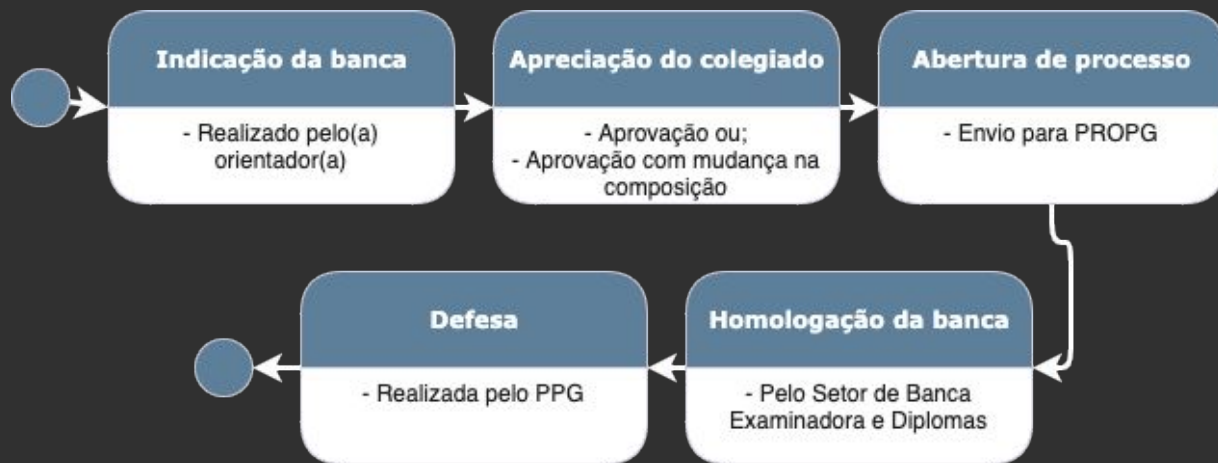 Indicação da banca
- Realizado pelo(a)
orientador(a)
Apreciação do colegiado
- Aprovação ou;
- Aprovação com mudança na
composição
Abertura de processo
- Envio para PROPG
Homologação da banca
- Pelo Setor de Banca
Examinadora e Diplomas
Defesa
- Realizada pelo PPG